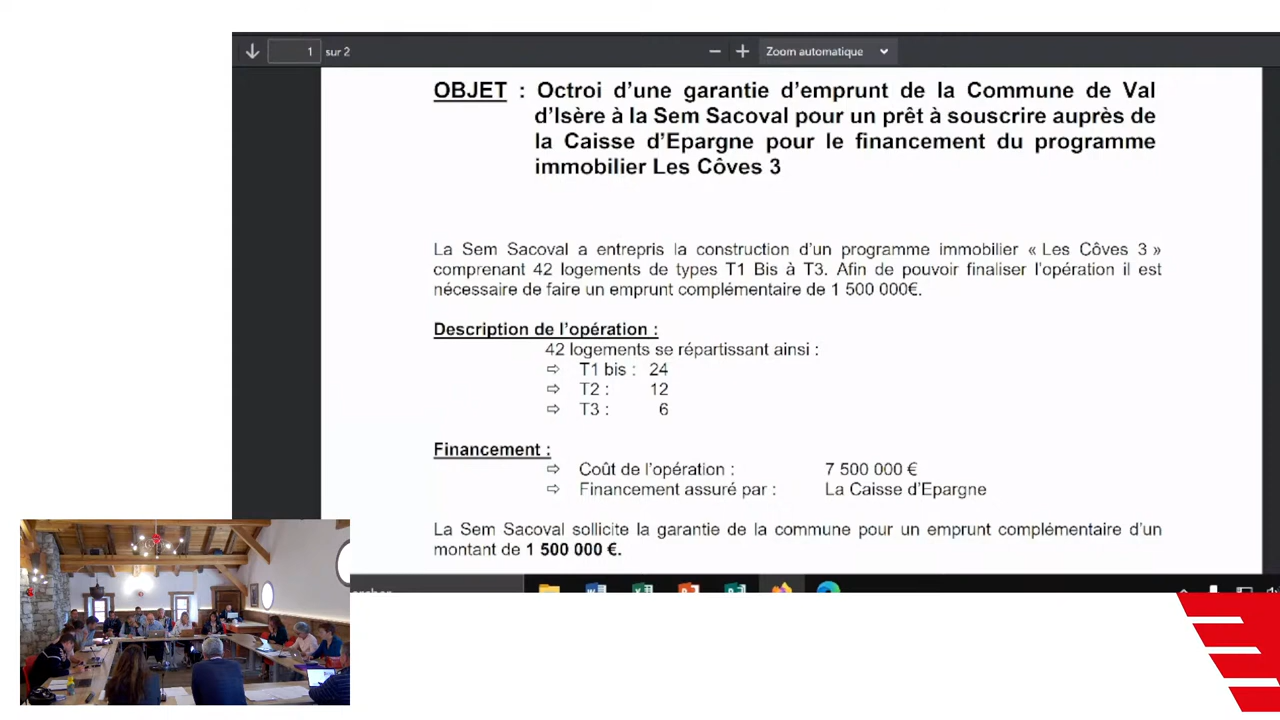 1 sur 2
Zoom automatique
OBJET : Octroi d’une garantie d’emprunt de la Commune de Val
d’Isère à la Sem Sacoval pour un prêt à souscrire auprès de
la Caisse d’Epargne pour le financement du programme
immobilier Les Côves 3
La Sem Sacoval a entrepris la construction d’un programme immobilier « Les Côves 3 »
comprenant 42 logements de types T1 Bis à T3. Afin de pouvoir finaliser l’opération il est
nécessaire de faire un emprunt complémentaire de 1 500 000€.
Description de l’opération :
42 logements se répartissant ainsi :
⇨ T1 bis : 24
⇨ T2 : 12
⇨ T3 : 6
Financement :
⇨ Coût de l’opération : 7 500 000 €
⇨ Financement assuré par : La Caisse d’Epargne
La Sem Sacoval sollicite la garantie de la commune pour un emprunt complémentaire d’un
montant de 1 500 000 €.